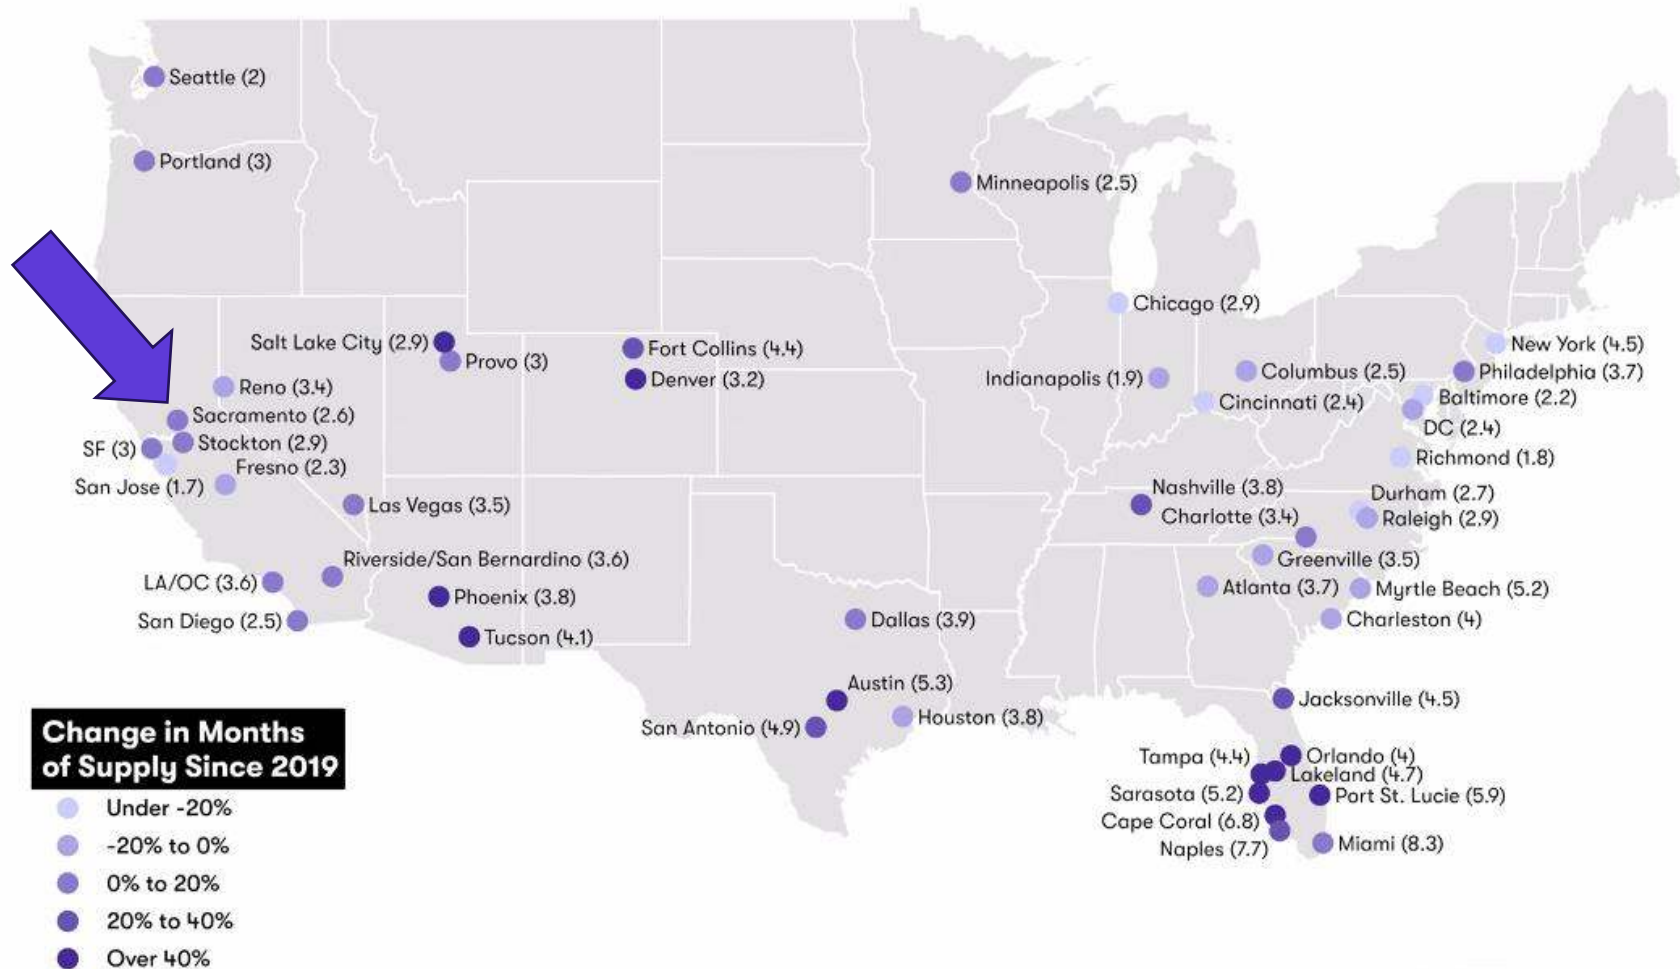 Seattle (2)
Portland (3)
Minneapolis (2.5)
Chicago (2.9)
Salt Lake City (2.9)
Provo (3)
Fort Collins (4.4)
Denver (3.2)
New York (4.5)
Reno (3.4)
Indianapolis (1.9)
Columbus (2.5)
Philadelphia (3.7)
Cincinnati (2.4)
Baltimore (2.2)
DC (2.4)
Sacramento (2.6)
Stockton (2.9)
SF (3)
Fresno (2.3)
San Jose (1.7)
Richmond (1.8)
Las Vegas (3.5)
Nashville (3.8)
Durham (2.7)
Charlotte (3.4)
Raleigh (2.9)
Riverside/San Bernardino (3.6)
Greenville (3.5)
LA/OC (3.6)
Phoenix (3.8)
Atlanta (3.7)
Myrtle Beach (5.2)
San Diego (2.5)
Tucson (4.1)
Dallas (3.9)
Charleston (4)
Austin (5.3)
Jacksonville (4.5)
San Antonio (4.9)
Houston (3.8)
Tampa (4.4)
Orlando (4)
Lakeland (4.7)
Sarasota (5.2)
Port St. Lucie (5.9)
Cape Coral (6.8)
Miami (8.3)
Naples (7.7)
Change in Months
of Supply Since 2019
Under -20%
-20% to 0%
0% to 20%
20% to 40%
Over 40%